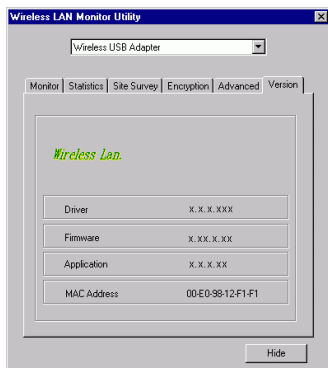 Wireless LAN Monitor Utility
Wireless USB Adapter
Monitor Statistics Site Survey Encryption Advanced Version
Wireless Lan.
Driver x.x.x.xxx
Firmware x.xx.x.xx
Application x.x.x.xx
MAC Address 00-E0-98-12-F1-F1
Hide